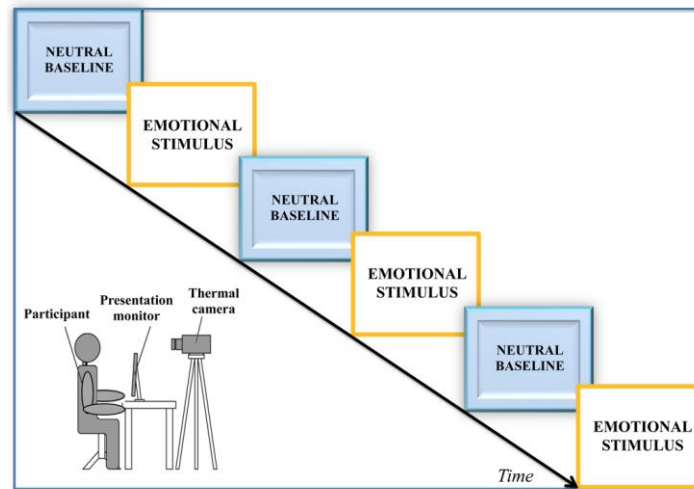 NEUTRAL
BASELINE
EMOTIONAL
STIMULUS
NEUTRAL
BASELINE
EMOTIONAL
STIMULUS
NEUTRAL
BASELINE
EMOTIONAL
STIMULUS
Participant
Presentation
monitor
Thermal
camera
Time